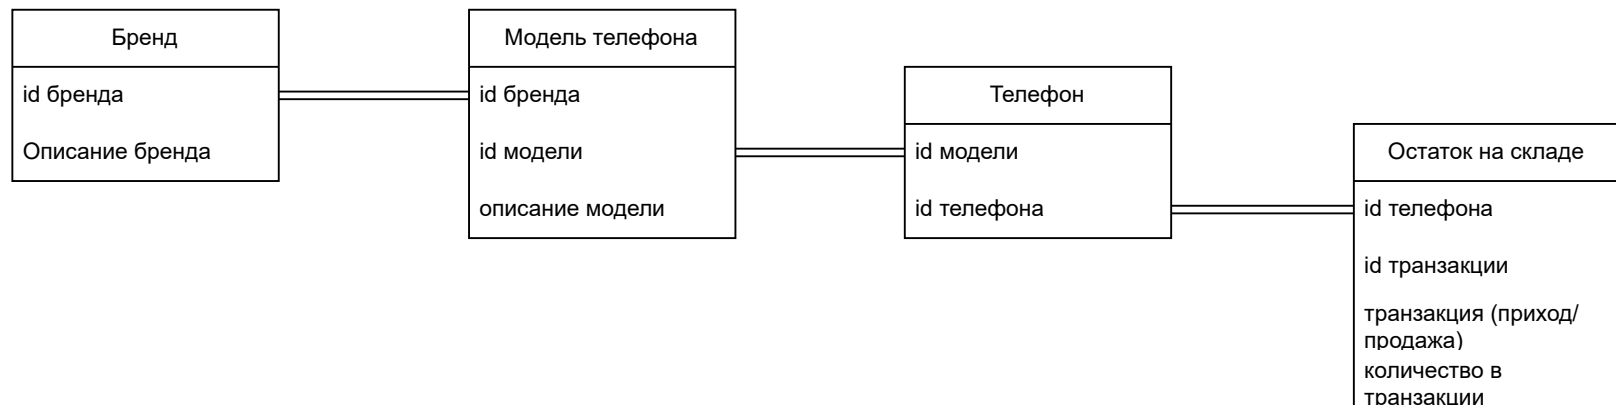 Бренд
id бренда
Описание бренда
Модель телефона
id бренда
id модели
описание модели
Телефон
id модели
id телефона
Остаток на складе
id телефона
id транзакции
транзакция (приход/
продажа)
количество в
транзакции